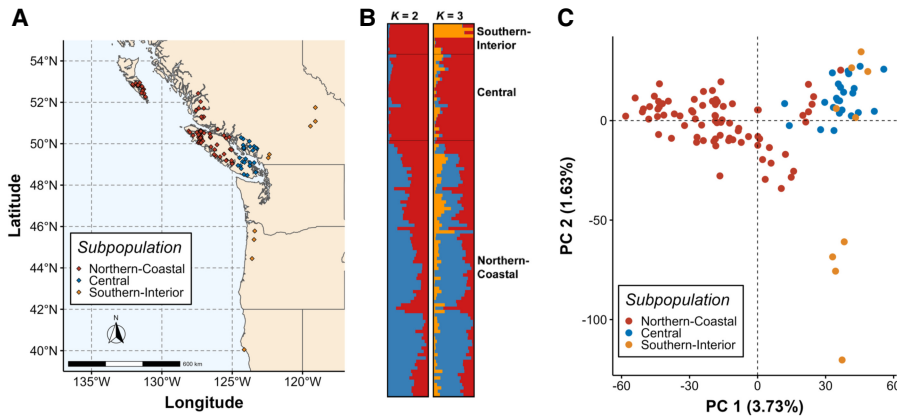 A
54°N
52°N
50°N
48°N
46°N
44°N
42°N
40°N
Latitude
135°W
130°W
125°W
120°W
Longitude
Subpopulation
Northern-Coastal
Central
Southern-Interior
N
600 km
B
K = 2
K = 3
Southern-
Interior
Central
Northern-
Coastal
C
0
-50
-100
PC 2 (1.63%)
-60
-30
0
30
60
PC 1 (3.73%)
Subpopulation
Northern-Coastal
Central
Southern-Interior